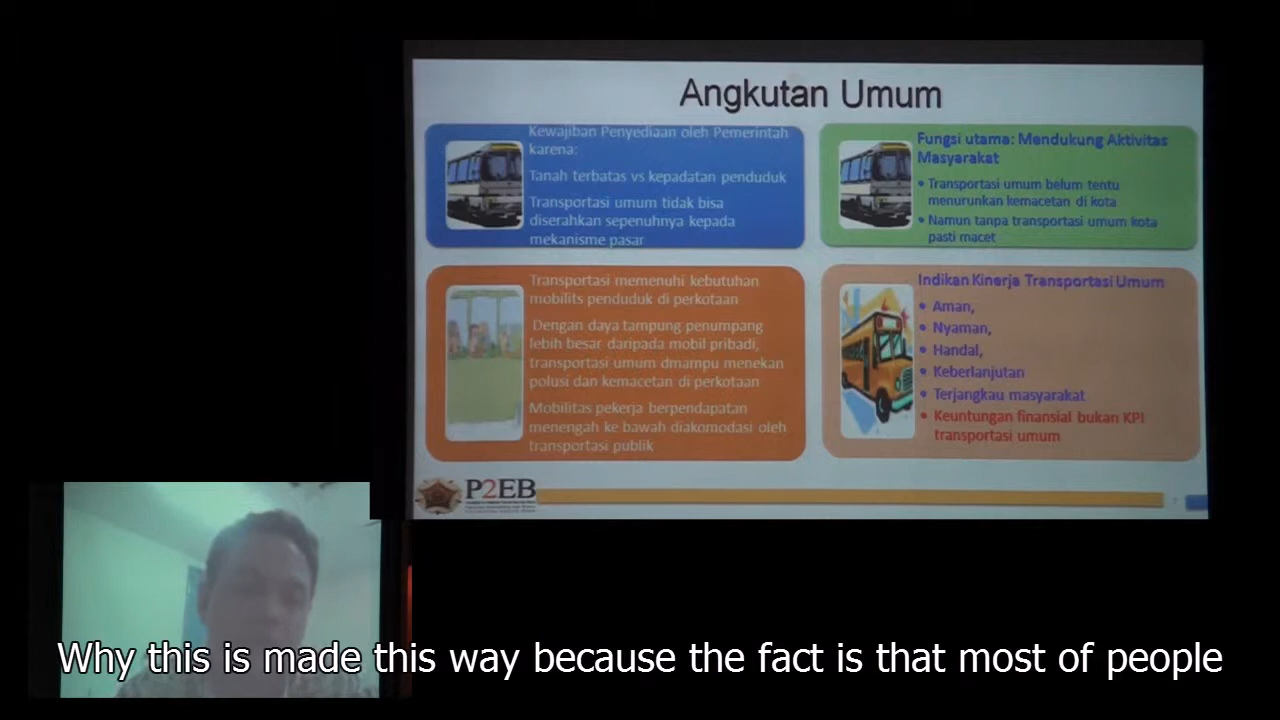 Angkutan Umum
Kewajiban Penyediaan oleh Pemerintah
karena:
Tanah terbatas vs kepadatan penduduk
Transportasi umum tidak bisa
diserahkan sepenuhnya kepada
mekanisme pasar
Fungsi utama: Mendukung Aktivitas
Masyarakat
• Transportasi umum belum tentu
menurunkan kemacetan di kota
• Namun tanpa transportasi umum kota
pasti macet
Transportasi memenuhi kebutuhan
mobilits penduduk di perkotaan
Dengan daya tampung penumpang
lebih besar daripada mobil pribadi,
transportasi umum dmampu menekan
polusi dan kemacetan di perkotaan
Mobilitas pekerja berpendapatan
menengah ke bawah diakomodasi oleh
transportasi publik
Indikan Kinerja Transportasi Umum
• Aman,
• Nyaman,
• Handal,
• Keberlanjutan
• Terjangkau masyarakat
• Keuntungan finansial bukan KPI
transportasi umum
P2EB
Why this is made this way because the fact is that most of people